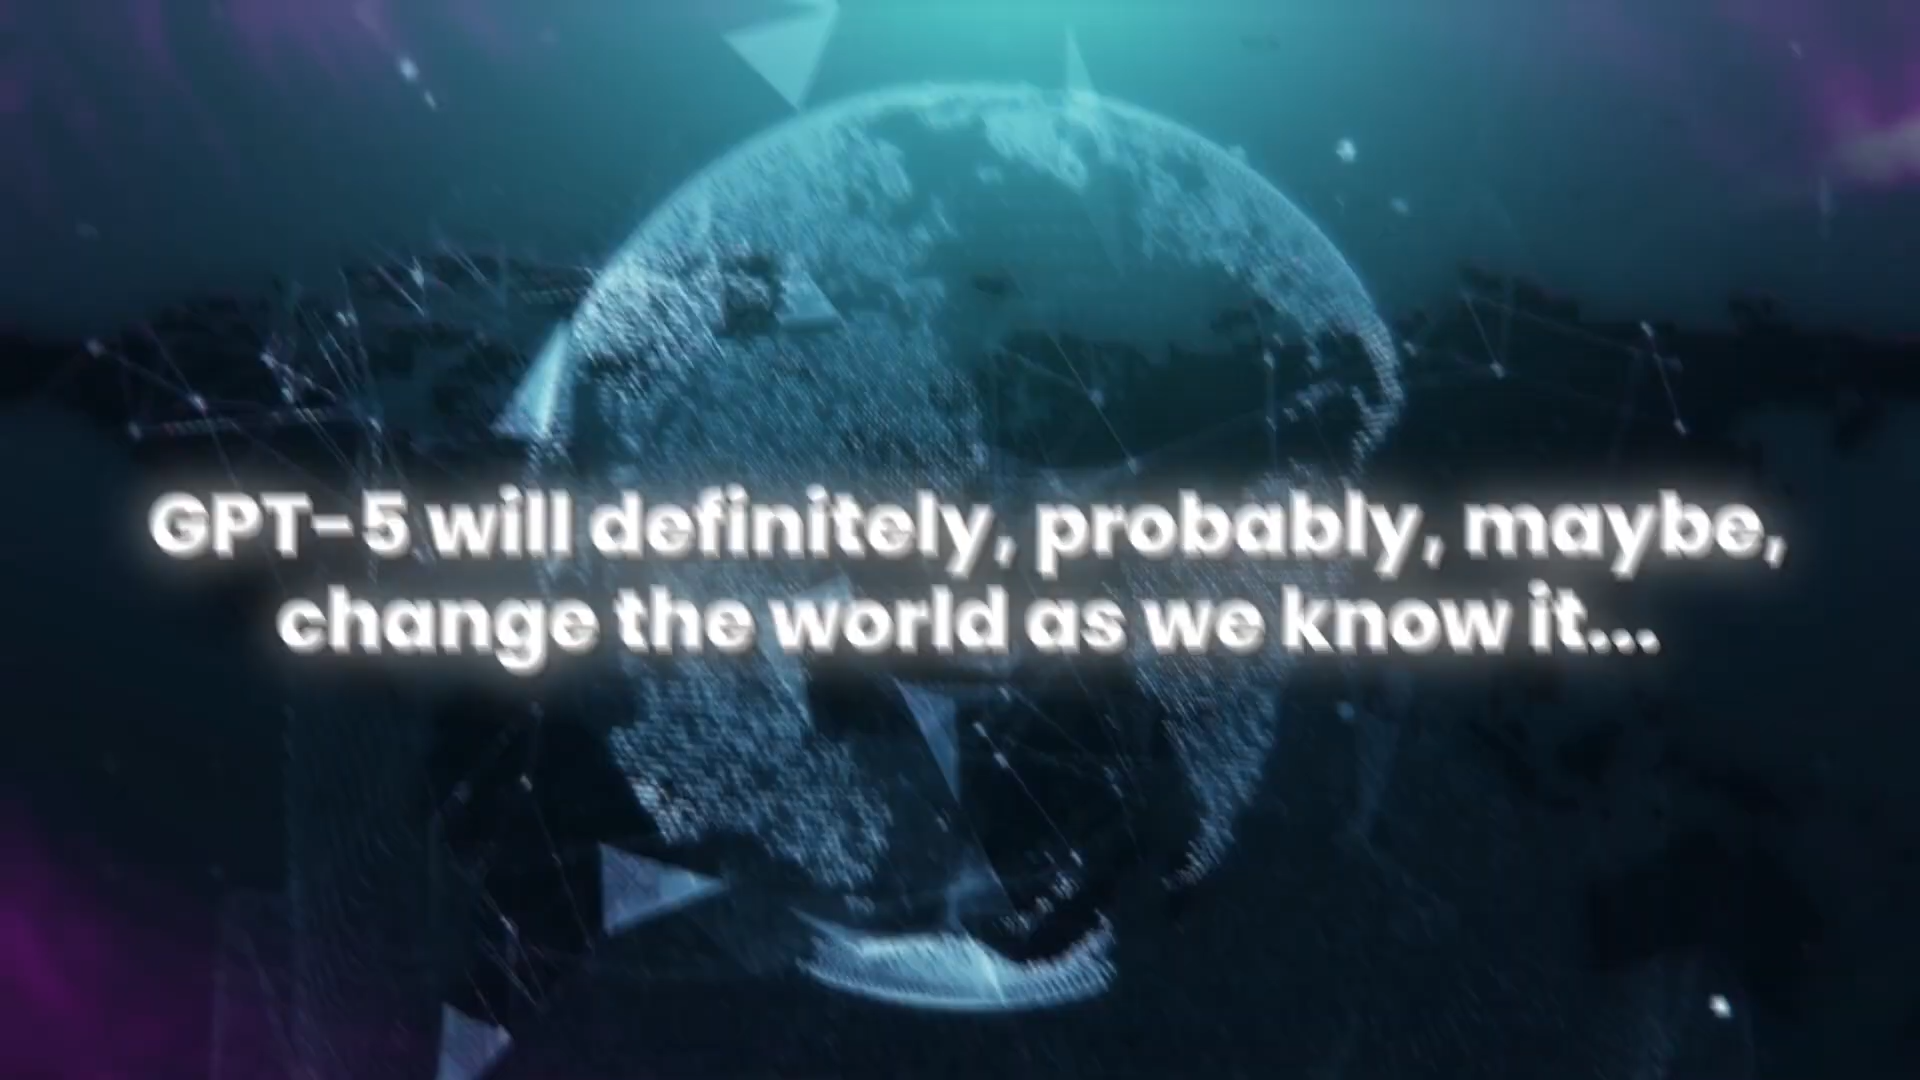 GPT-5 will definitely, probably, maybe,
change the world as we know it...